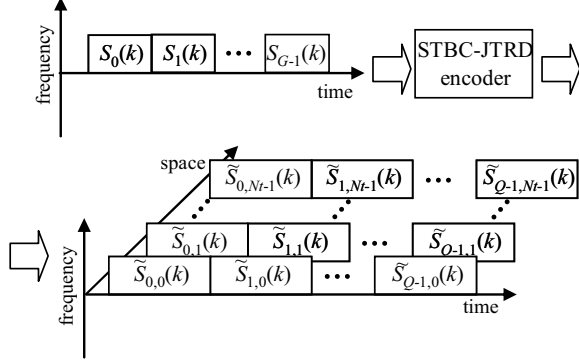 frequency
S₀(k) S₁(k) ••• S_{G-1}(k)
time
STBC-JTRD
encoder
space
S̃_{0,Nt-1}(k) S̃_{1,Nt-1}(k) ••• S̃_{Q-1,Nt-1}(k)
S̃_{0,1}(k) S̃_{1,1}(k) ••• S̃_{Q-1,1}(k)
S̃_{0,0}(k) S̃_{1,0}(k) ••• S̃_{Q-1,0}(k)
frequency
time